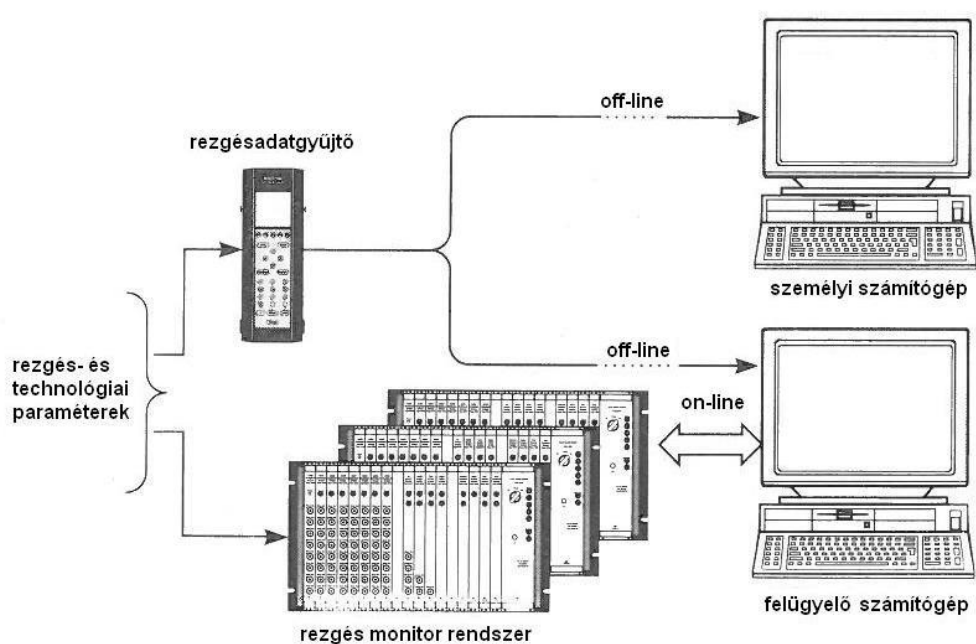 off-line
rezgésadatgyűjtő
személyi számítógép
off-line
rezgés- és
technológiai
paraméterek
on-line
felügyelő számítógép
rezgés monitor rendszer